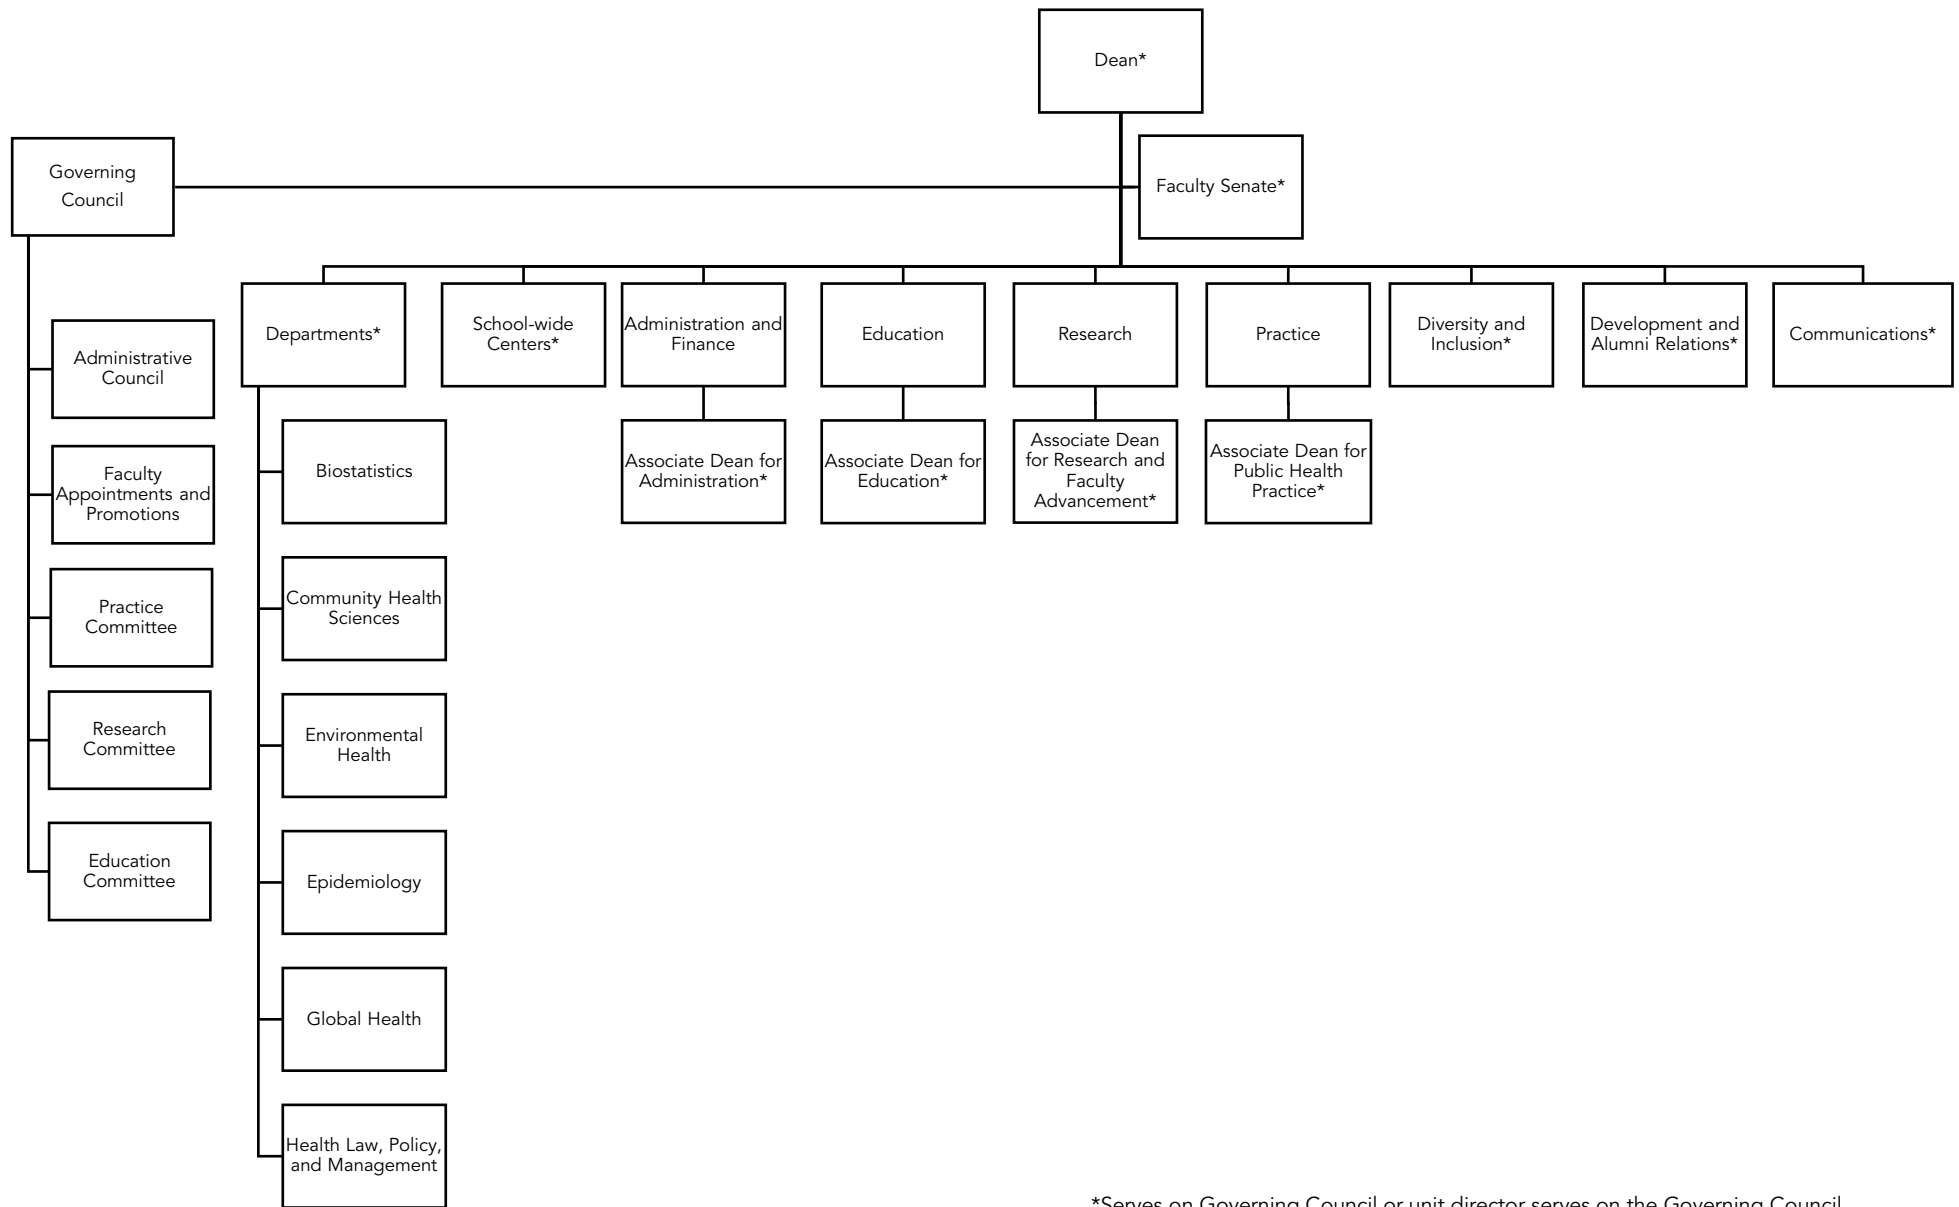 Dean*
Governing
Council
Faculty Senate*
Departments*
School-wide
Centers*
Administration and
Finance
Education
Research
Practice
Diversity and
Inclusion*
Development and
Alumni Relations*
Communications*
Administrative
Council
Faculty
Appointments and
Promotions
Practice
Committee
Research
Committee
Education
Committee
Biostatistics
Community Health
Sciences
Environmental
Health
Epidemiology
Global Health
Health Law, Policy,
and Management
Associate Dean for
Administration*
Associate Dean for
Education*
Associate Dean
for Research and
Faculty
Advancement*
Associate Dean for
Public Health
Practice*
*Serves on Governing Council or unit director serves on the Governing Council